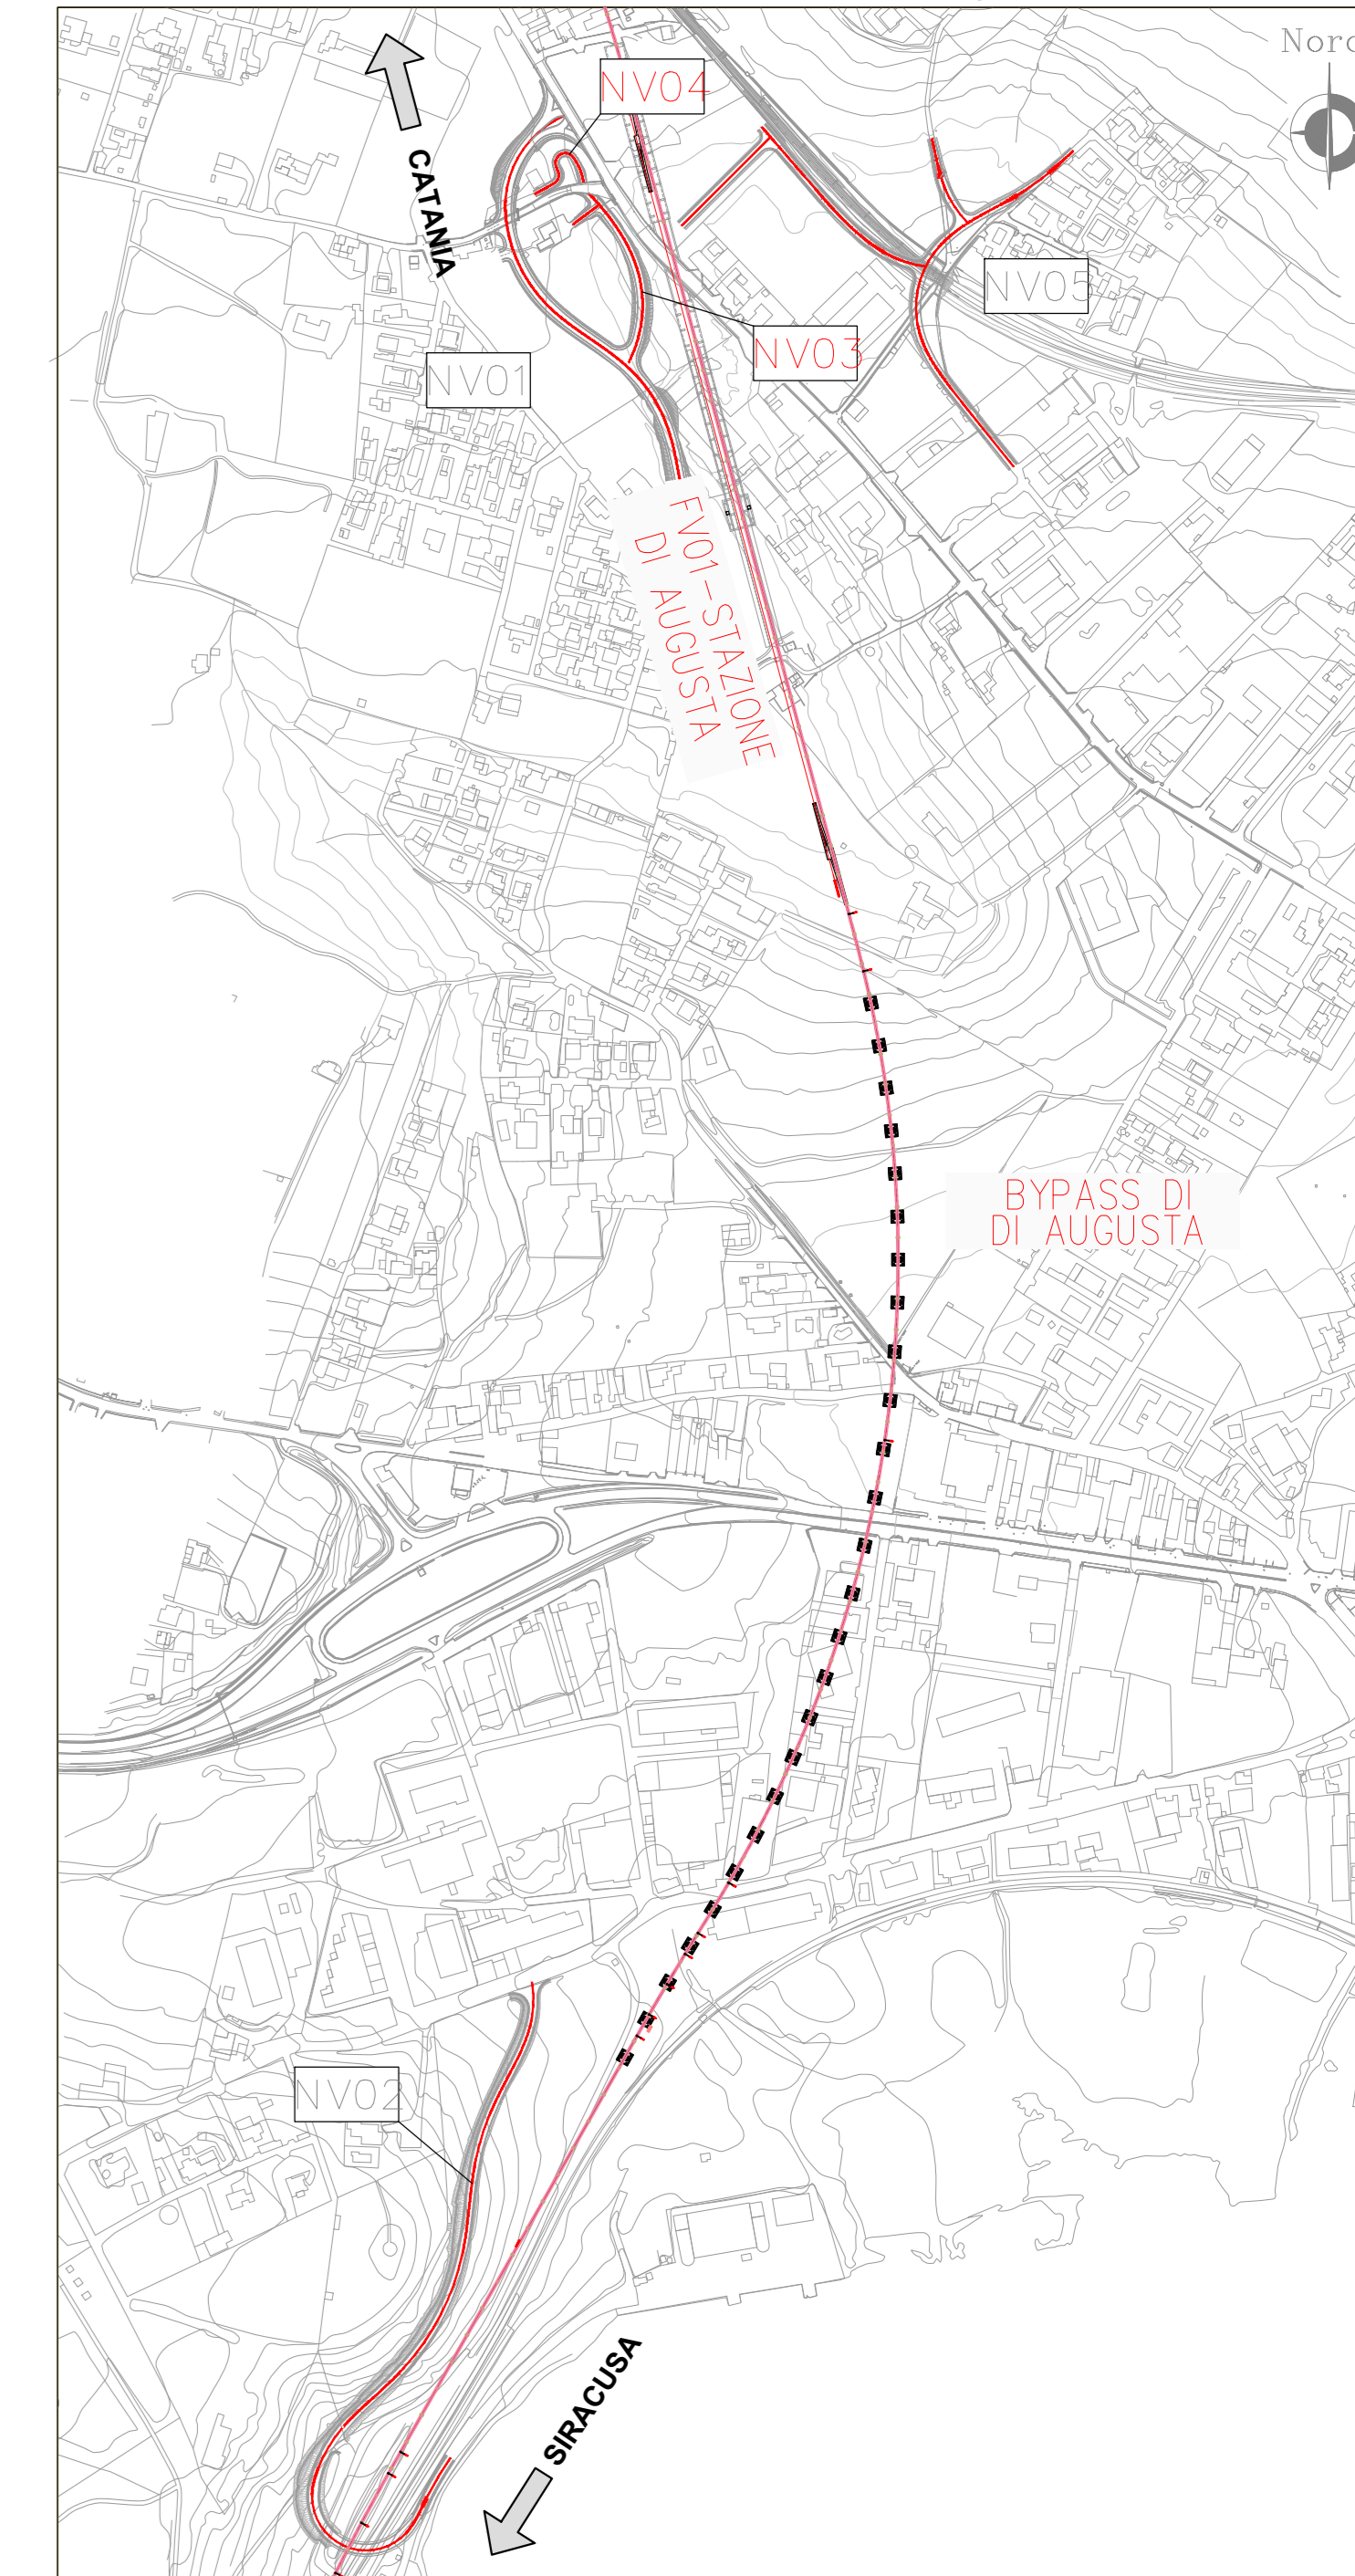 Nord
NV04
CATANIA
NV05
NV03
NV01
FV01-STAZIONE
DI AUGUSTA
BYPASS DI
DI AUGUSTA
NV02
SIRACUSA